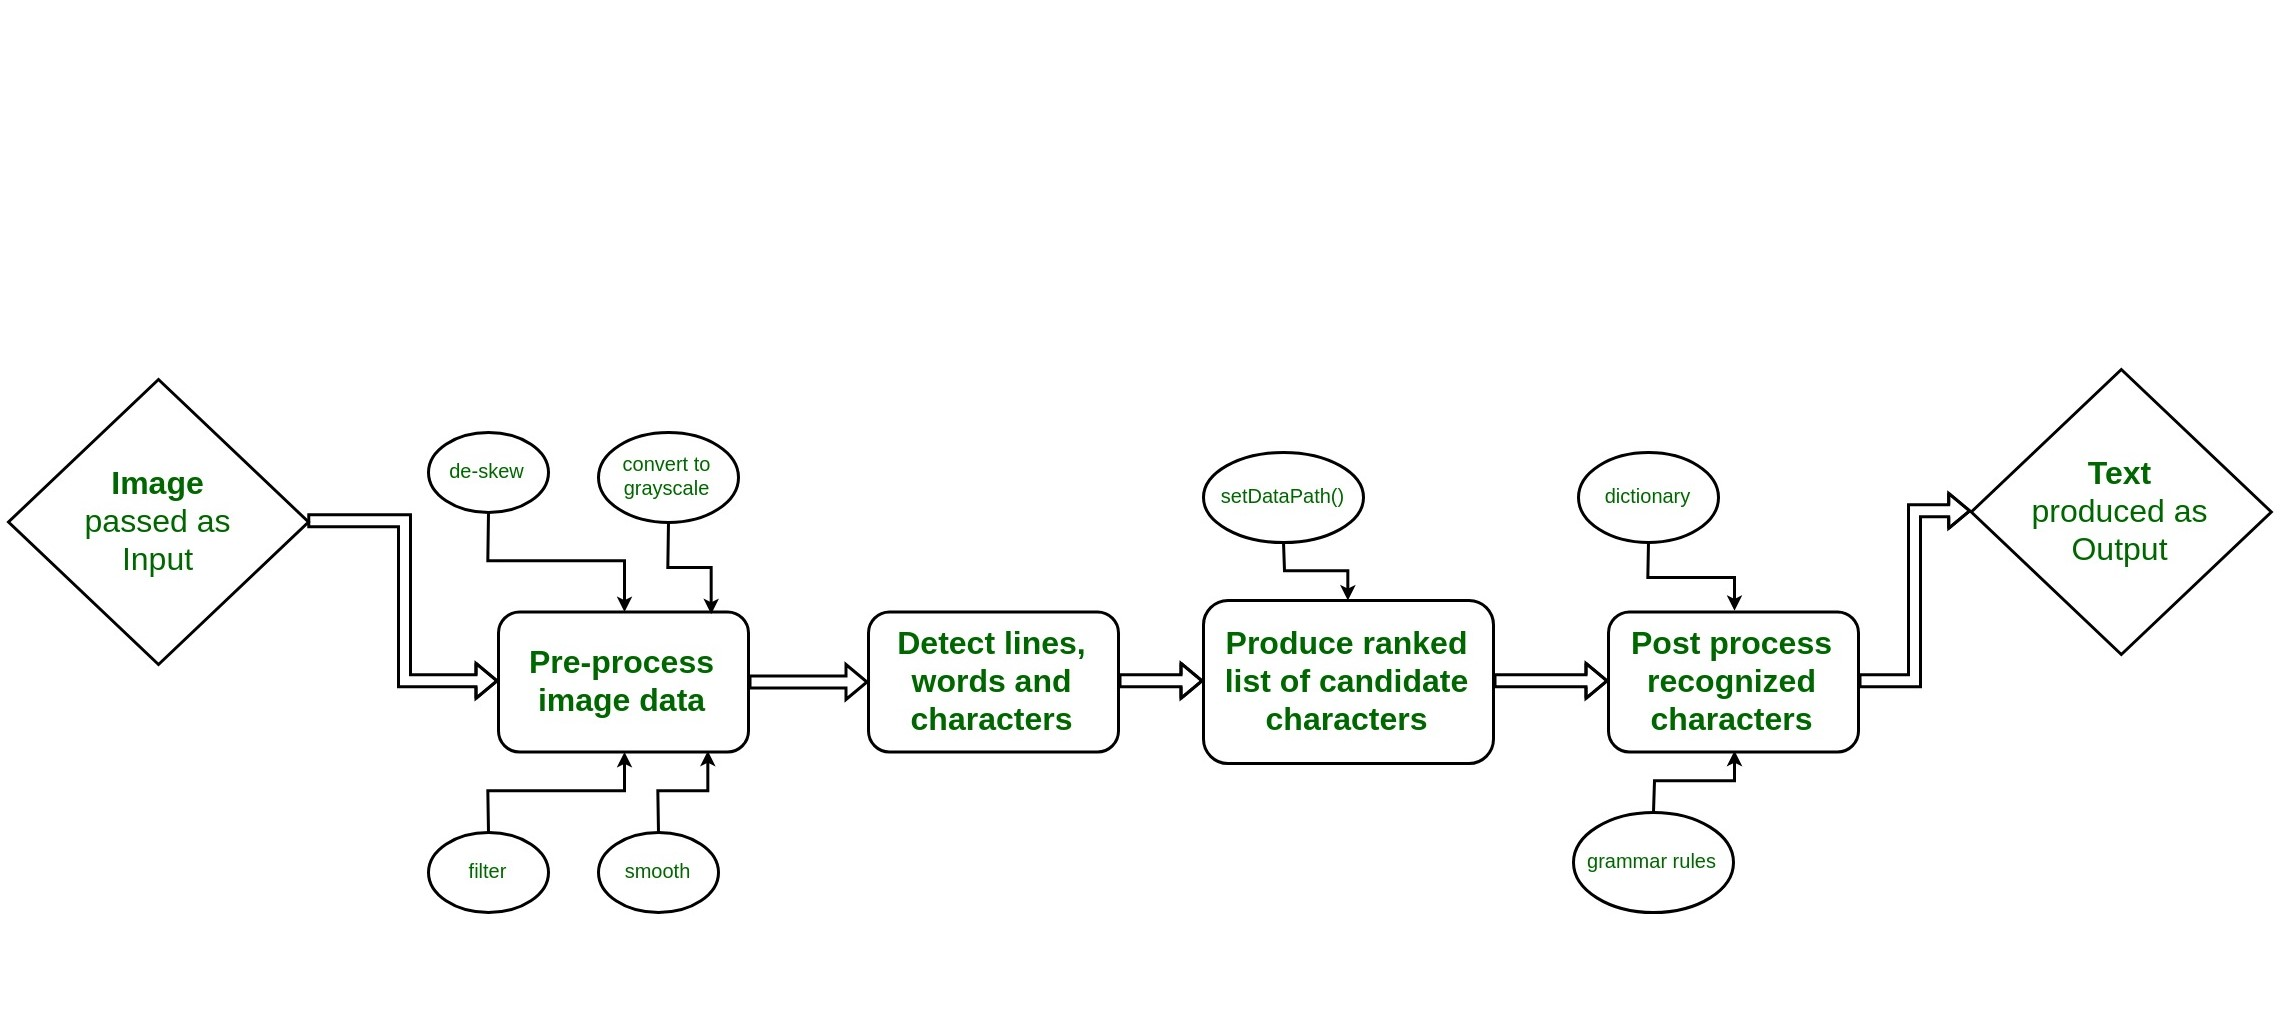 Image
passed as
Input
de-skew
convert to
grayscale
Pre-process
image data
filter
smooth
Detect lines,
words and
characters
setDataPath()
Produce ranked
list of candidate
characters
dictionary
Post process
recognized
characters
grammar rules
Text
produced as
Output